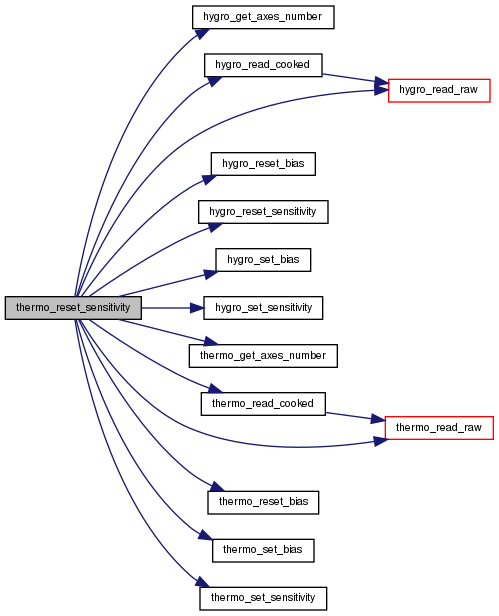 hygro_get_axes_number
hygro_read_cooked
hygro_read_raw
hygro_reset_bias
hygro_reset_sensitivity
hygro_set_bias
thermo_reset_sensitivity
hygro_set_sensitivity
thermo_get_axes_number
thermo_read_cooked
thermo_read_raw
thermo_reset_bias
thermo_set_bias
thermo_set_sensitivity